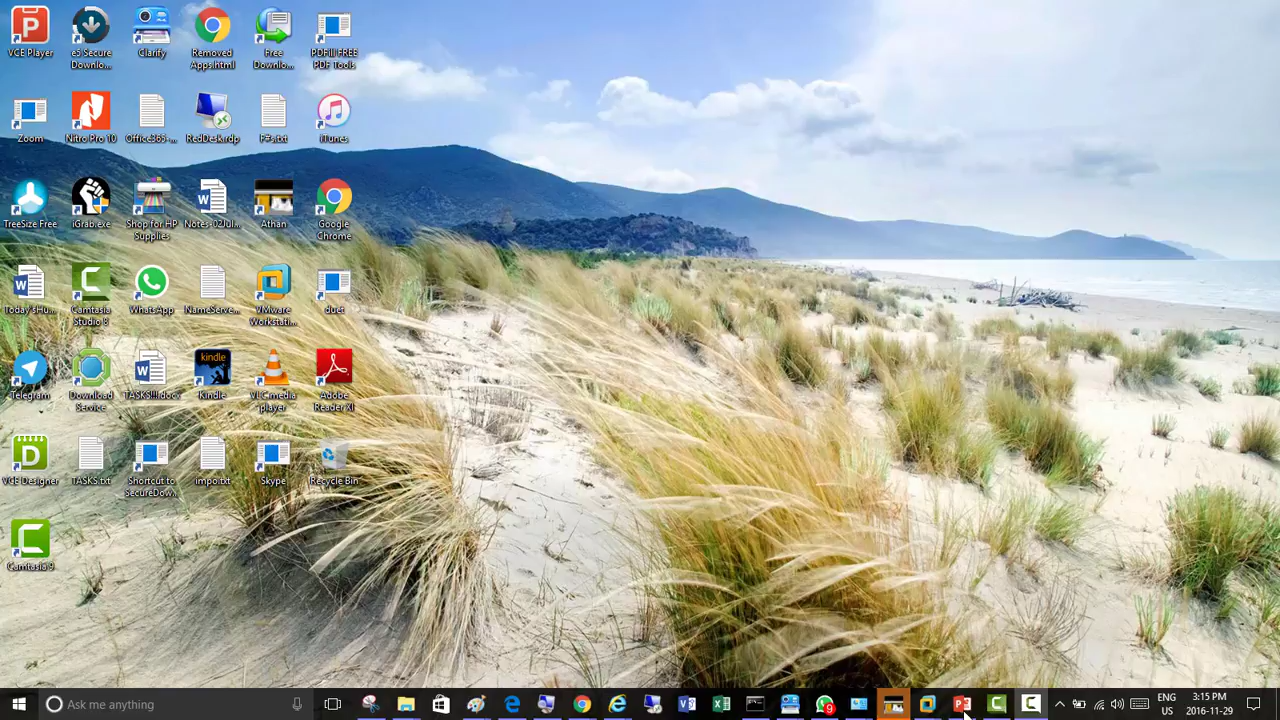 VCE Player
e5 Secure Downlo...
Clarify
Removed Apps.html
Free Downlo...
PDFill FREE PDF Tools
Zoom
Nitro Pro 10
Office365-...
RedDesk.rdp
F#s.txt
iTunes
TreeSize Free
iGrab.exe
Shop for HP Supplies
Notes-02Jul...
Athan
Google Chrome
Today'sHu...
Camtasia Studio 8
WhatsApp
NameServe...
VMware Workstati...
duet
Telegram
Download Service
TASKS!!!.docx
kindle
Kindle
VLC media player
Adobe Reader XI
VCE Designer
TASKS.txt
Shortcut to SecureDow...
impo.txt
Skype
Recycle Bin
Camtasia 9
Ask me anything
9
ENG
US
3:15 PM
2016-11-29